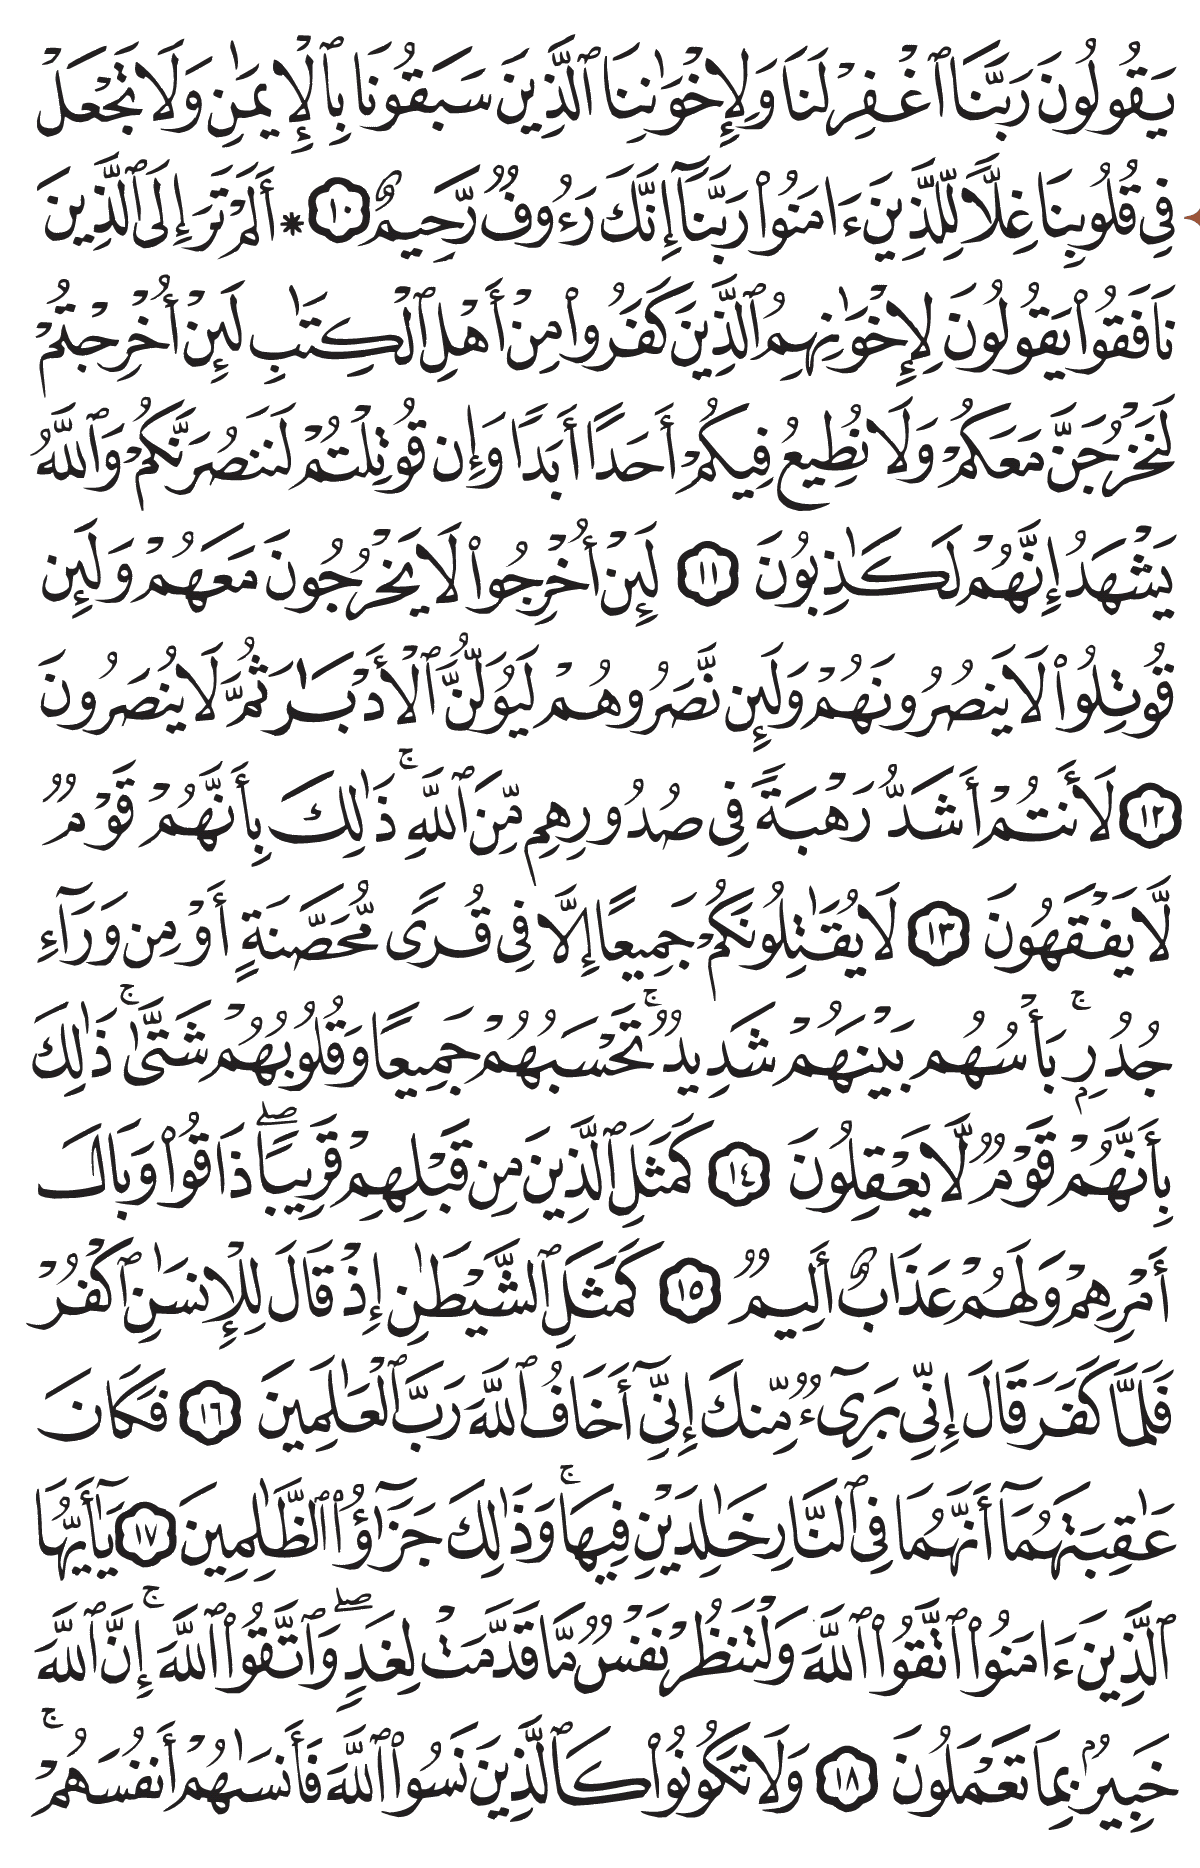 يَقُولُونَ رَبَّنَا ٱغْفِرْ لَنَا وَلِإِخْوَٰنِنَا ٱلَّذِينَ سَبَقُونَا بِٱلْإِيمَٰنِ وَلَا تَجْعَلْ
فِى قُلُوبِنَا غِلًّا لِّلَّذِينَ ءَامَنُوا۟ رَبَّنَآ إِنَّكَ رَءُوفٌ رَّحِيمٌ ١٠ * أَلَمْ تَرَ إِلَى ٱلَّذِينَ
نَافَقُوا۟ يَقُولُونَ لِإِخْوَٰنِهِمُ ٱلَّذِينَ كَفَرُوا۟ مِنْ أَهْلِ ٱلْكِتَٰبِ لَئِنْ أُخْرِجْتُمْ
لَنَخْرُجَنَّ مَعَكُمْ وَلَا نُطِيعُ فِيكُمْ أَحَدًا أَبَدًا وَإِن قُوتِلْتُمْ لَنَنصُرَنَّكُمْ وَٱللَّهُ
يَشْهَدُ إِنَّهُمْ لَكَٰذِبُونَ ١١ لَئِنْ أُخْرِجُوا۟ لَا يَخْرُجُونَ مَعَهُمْ وَلَئِن
قُوتِلُوا۟ لَا يَنصُرُونَهُمْ وَلَئِن نَّصَرُوهُمْ لَيُوَلُّنَّ ٱلْأَدْبَٰرَ ثُمَّ لَا يُنصَرُونَ
١٢ لَأَنتُمْ أَشَدُّ رَهْبَةً فِى صُدُورِهِم مِّنَ ٱللَّهِ ۚ ذَٰلِكَ بِأَنَّهُمْ قَوْمٌ
لَّا يَفْقَهُونَ ١٣ لَا يُقَٰتِلُونَكُمْ جَمِيعًا إِلَّا فِى قُرًى مُّحَصَّنَةٍ أَوْ مِن وَرَآءِ
جُدُرٍۭ ۚ بَأْسُهُم بَيْنَهُمْ شَدِيدٌ ۚ تَحْسَبُهُمْ جَمِيعًا وَقُلُوبُهُمْ شَتَّىٰ ۚ ذَٰلِكَ
بِأَنَّهُمْ قَوْمٌ لَّا يَعْقِلُونَ ١٤ كَمَثَلِ ٱلَّذِينَ مِن قَبْلِهِمْ قَرِيبًا ۖ ذَاقُوا۟ وَبَالَ
أَمْرِهِمْ وَلَهُمْ عَذَابٌ أَلِيمٌ ١٥ كَمَثَلِ ٱلشَّيْطَٰنِ إِذْ قَالَ لِلْإِنسَٰنِ ٱكْفُرْ
فَلَمَّا كَفَرَ قَالَ إِنِّى بَرِىٓءٌ مِّنكَ إِنِّىٓ أَخَافُ ٱللَّهَ رَبَّ ٱلْعَٰلَمِينَ ١٦ فَكَانَ
عَٰقِبَتَهُمَآ أَنَّهُمَا فِى ٱلنَّارِ خَٰلِدَيْنِ فِيهَا ۚ وَذَٰلِكَ جَزَٰٓؤُا۟ ٱلظَّٰلِمِينَ ١٧ يَٰٓأَيُّهَا
ٱلَّذِينَ ءَامَنُوا۟ ٱتَّقُوا۟ ٱللَّهَ وَلْتَنظُرْ نَفْسٌ مَّا قَدَّمَتْ لِغَدٍ ۖ وَٱتَّقُوا۟ ٱللَّهَ ۚ إِنَّ ٱللَّهَ
خَبِيرٌۢ بِمَا تَعْمَلُونَ ١٨ وَلَا تَكُونُوا۟ كَٱلَّذِينَ نَسُوا۟ ٱللَّهَ فَأَنسَىٰهُمْ أَنفُسَهُمْ ۚ